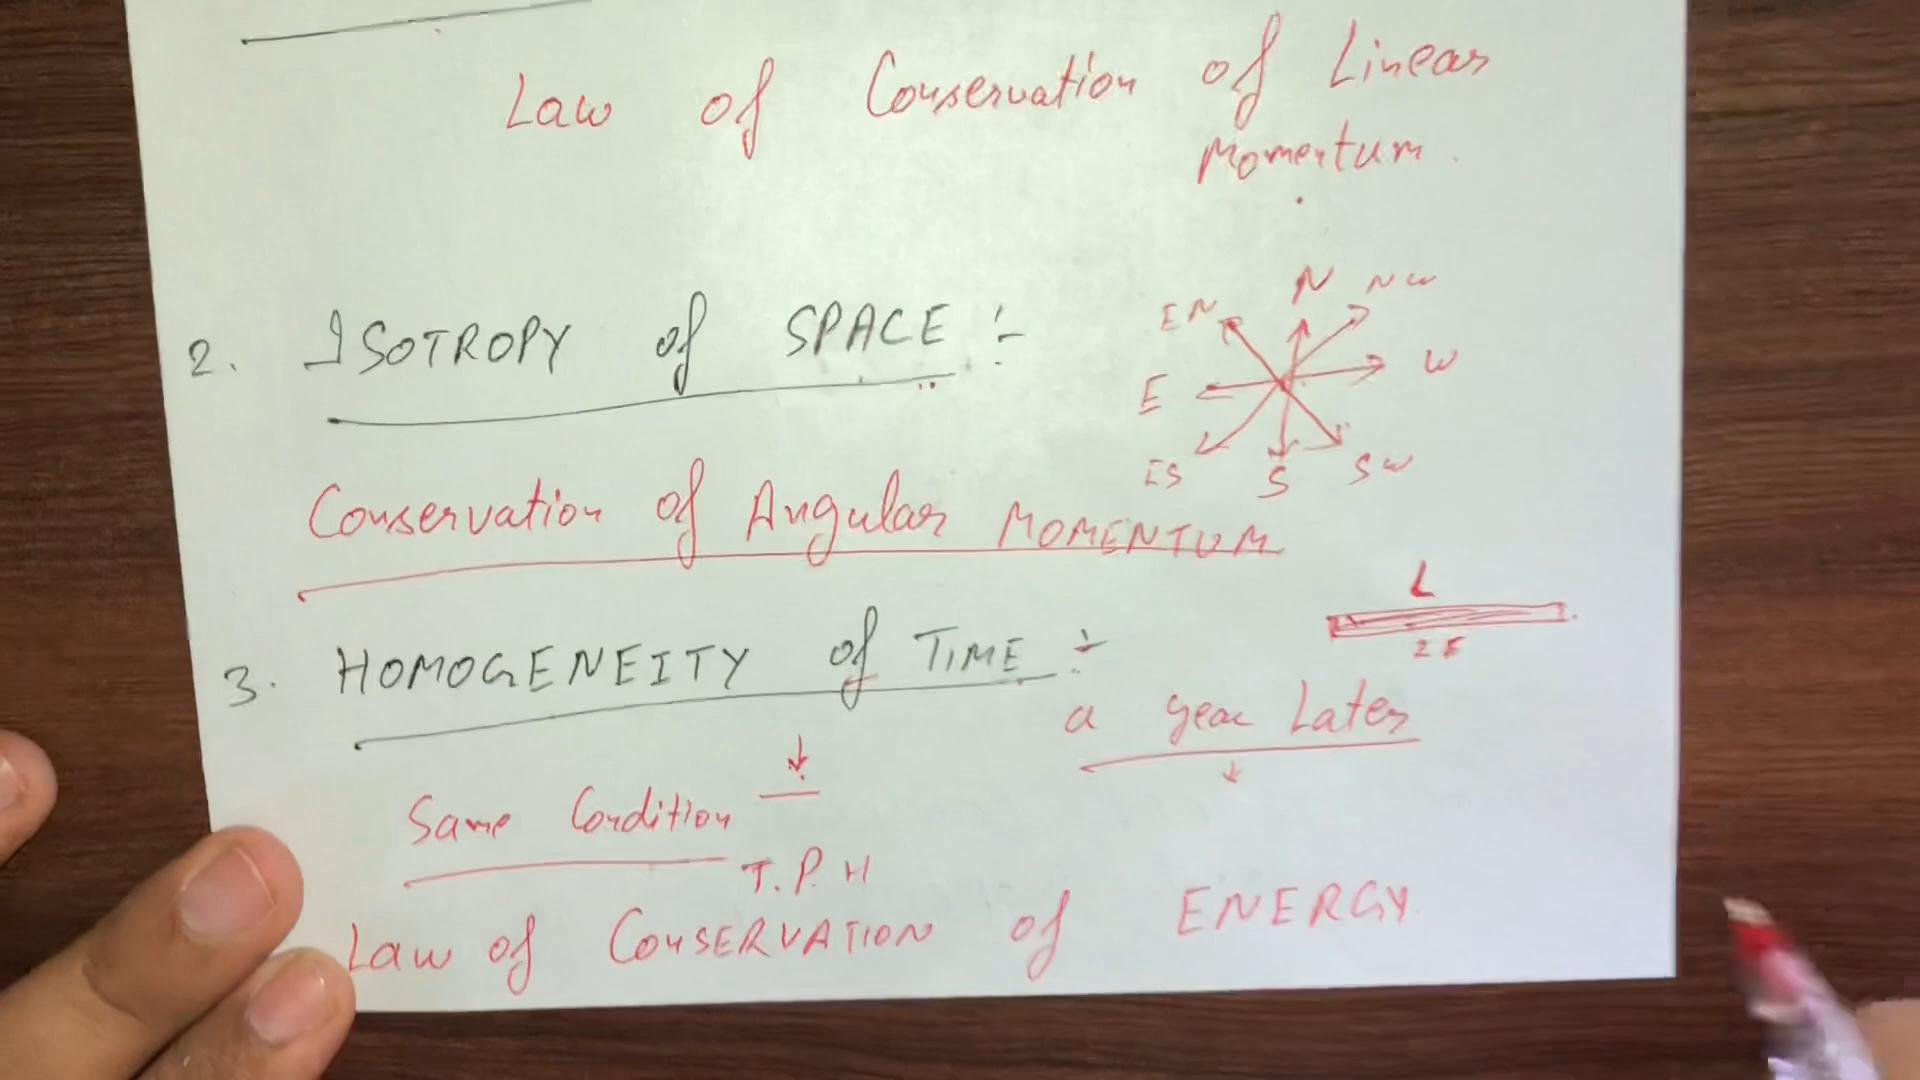 Law of Conservation of Linear
Momentum.
2. ISOTROPY of SPACE :-
N
NW
EN
W
E
ES
S
SW
Conservation of Angular MOMENTUM
L
3. HOMOGENEITY of TIME :-
a year Later
Same Condition
T.P.H
Law of CONSERVATION of ENERGY